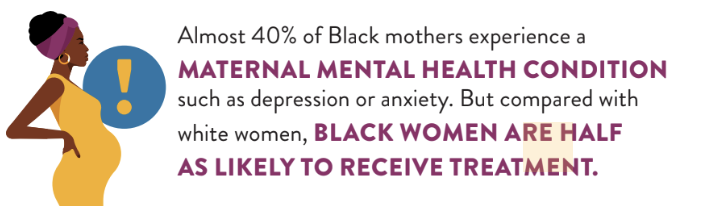 Almost 40% of Black mothers experience a
MATERNAL MENTAL HEALTH CONDITION
such as depression or anxiety. But compared with
white women, BLACK WOMEN ARE HALF
AS LIKELY TO RECEIVE TREATMENT.